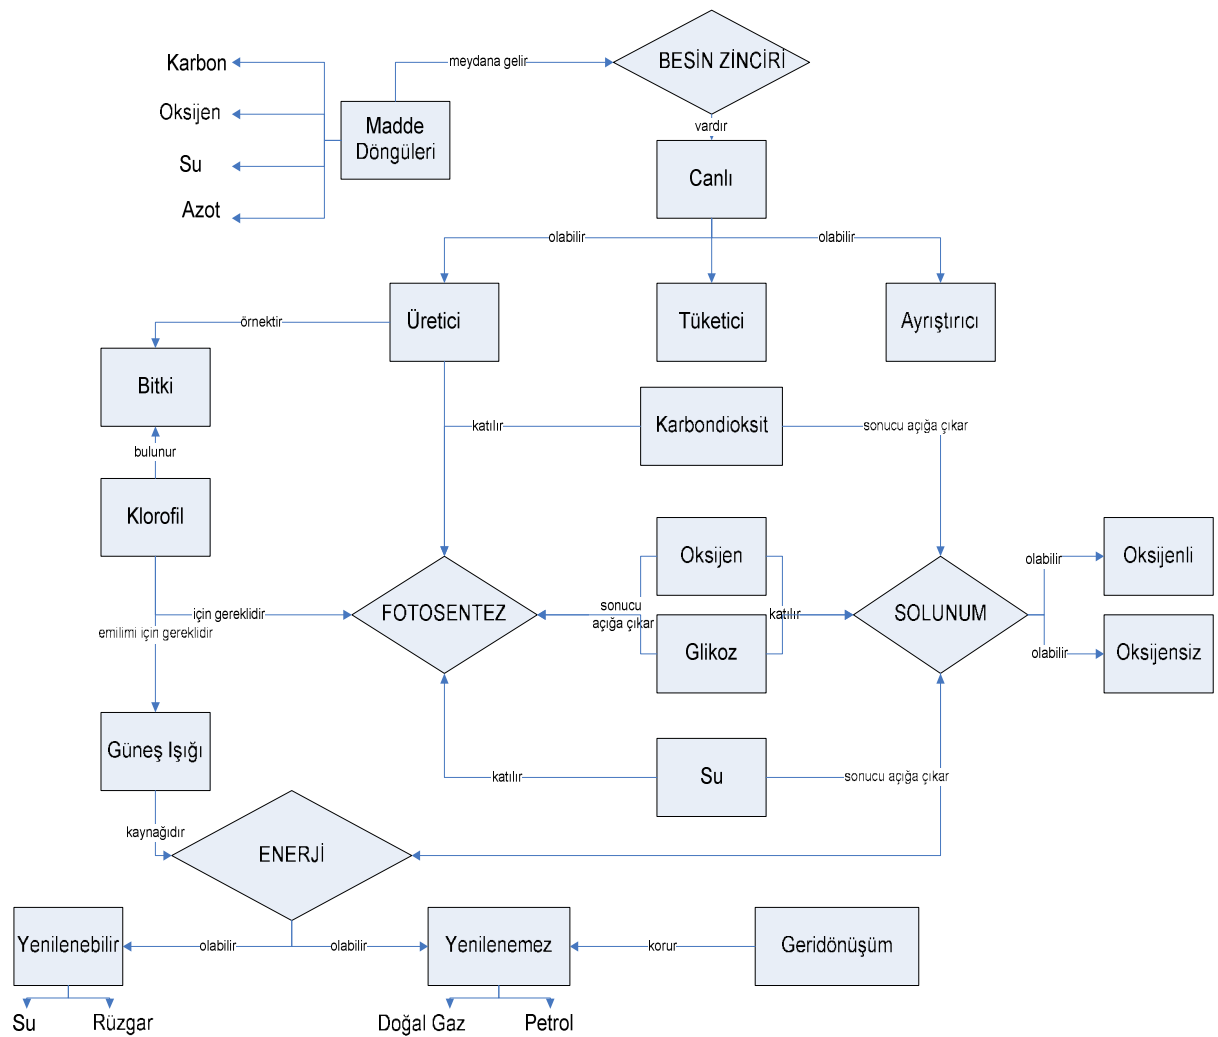 meydana gelir
BESİN ZİNCİRİ
Karbon
Oksijen
Su
Azot
Madde
Döngüleri
vardır
Canlı
olabilir
olabilir
Üretici
Tüketici
Ayrıştırıcı
örnektir
Bitki
bulunur
Klorofil
katılır
Karbondioksit
sonucu açığa çıkar
için gereklidir
emilimi için gereklidir
FOTOSENTEZ
Oksijen
sonucu
açığa çıkar
Glikoz
katılır
SOLUNUM
olabilir
Oksijenli
olabilir
Oksijensiz
Güneş Işığı
katılır
Su
sonucu açığa çıkar
kaynağıdır
ENERJİ
Yenilenebilir
olabilir
olabilir
Yenilenemez
korur
Geridönüşüm
Su
Rüzgar
Doğal Gaz
Petrol